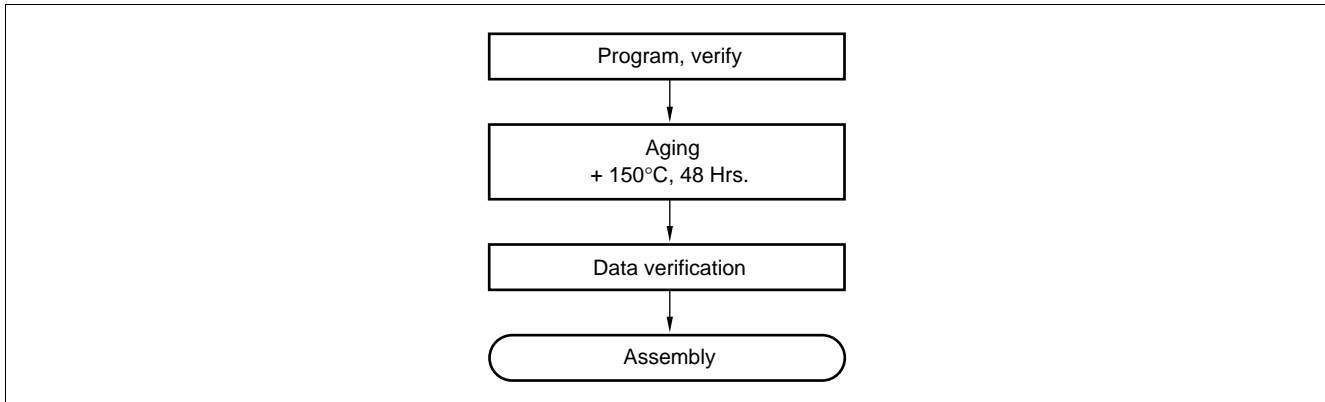 Program, verify
Aging
+ 150°C, 48 Hrs.
Data verification
Assembly